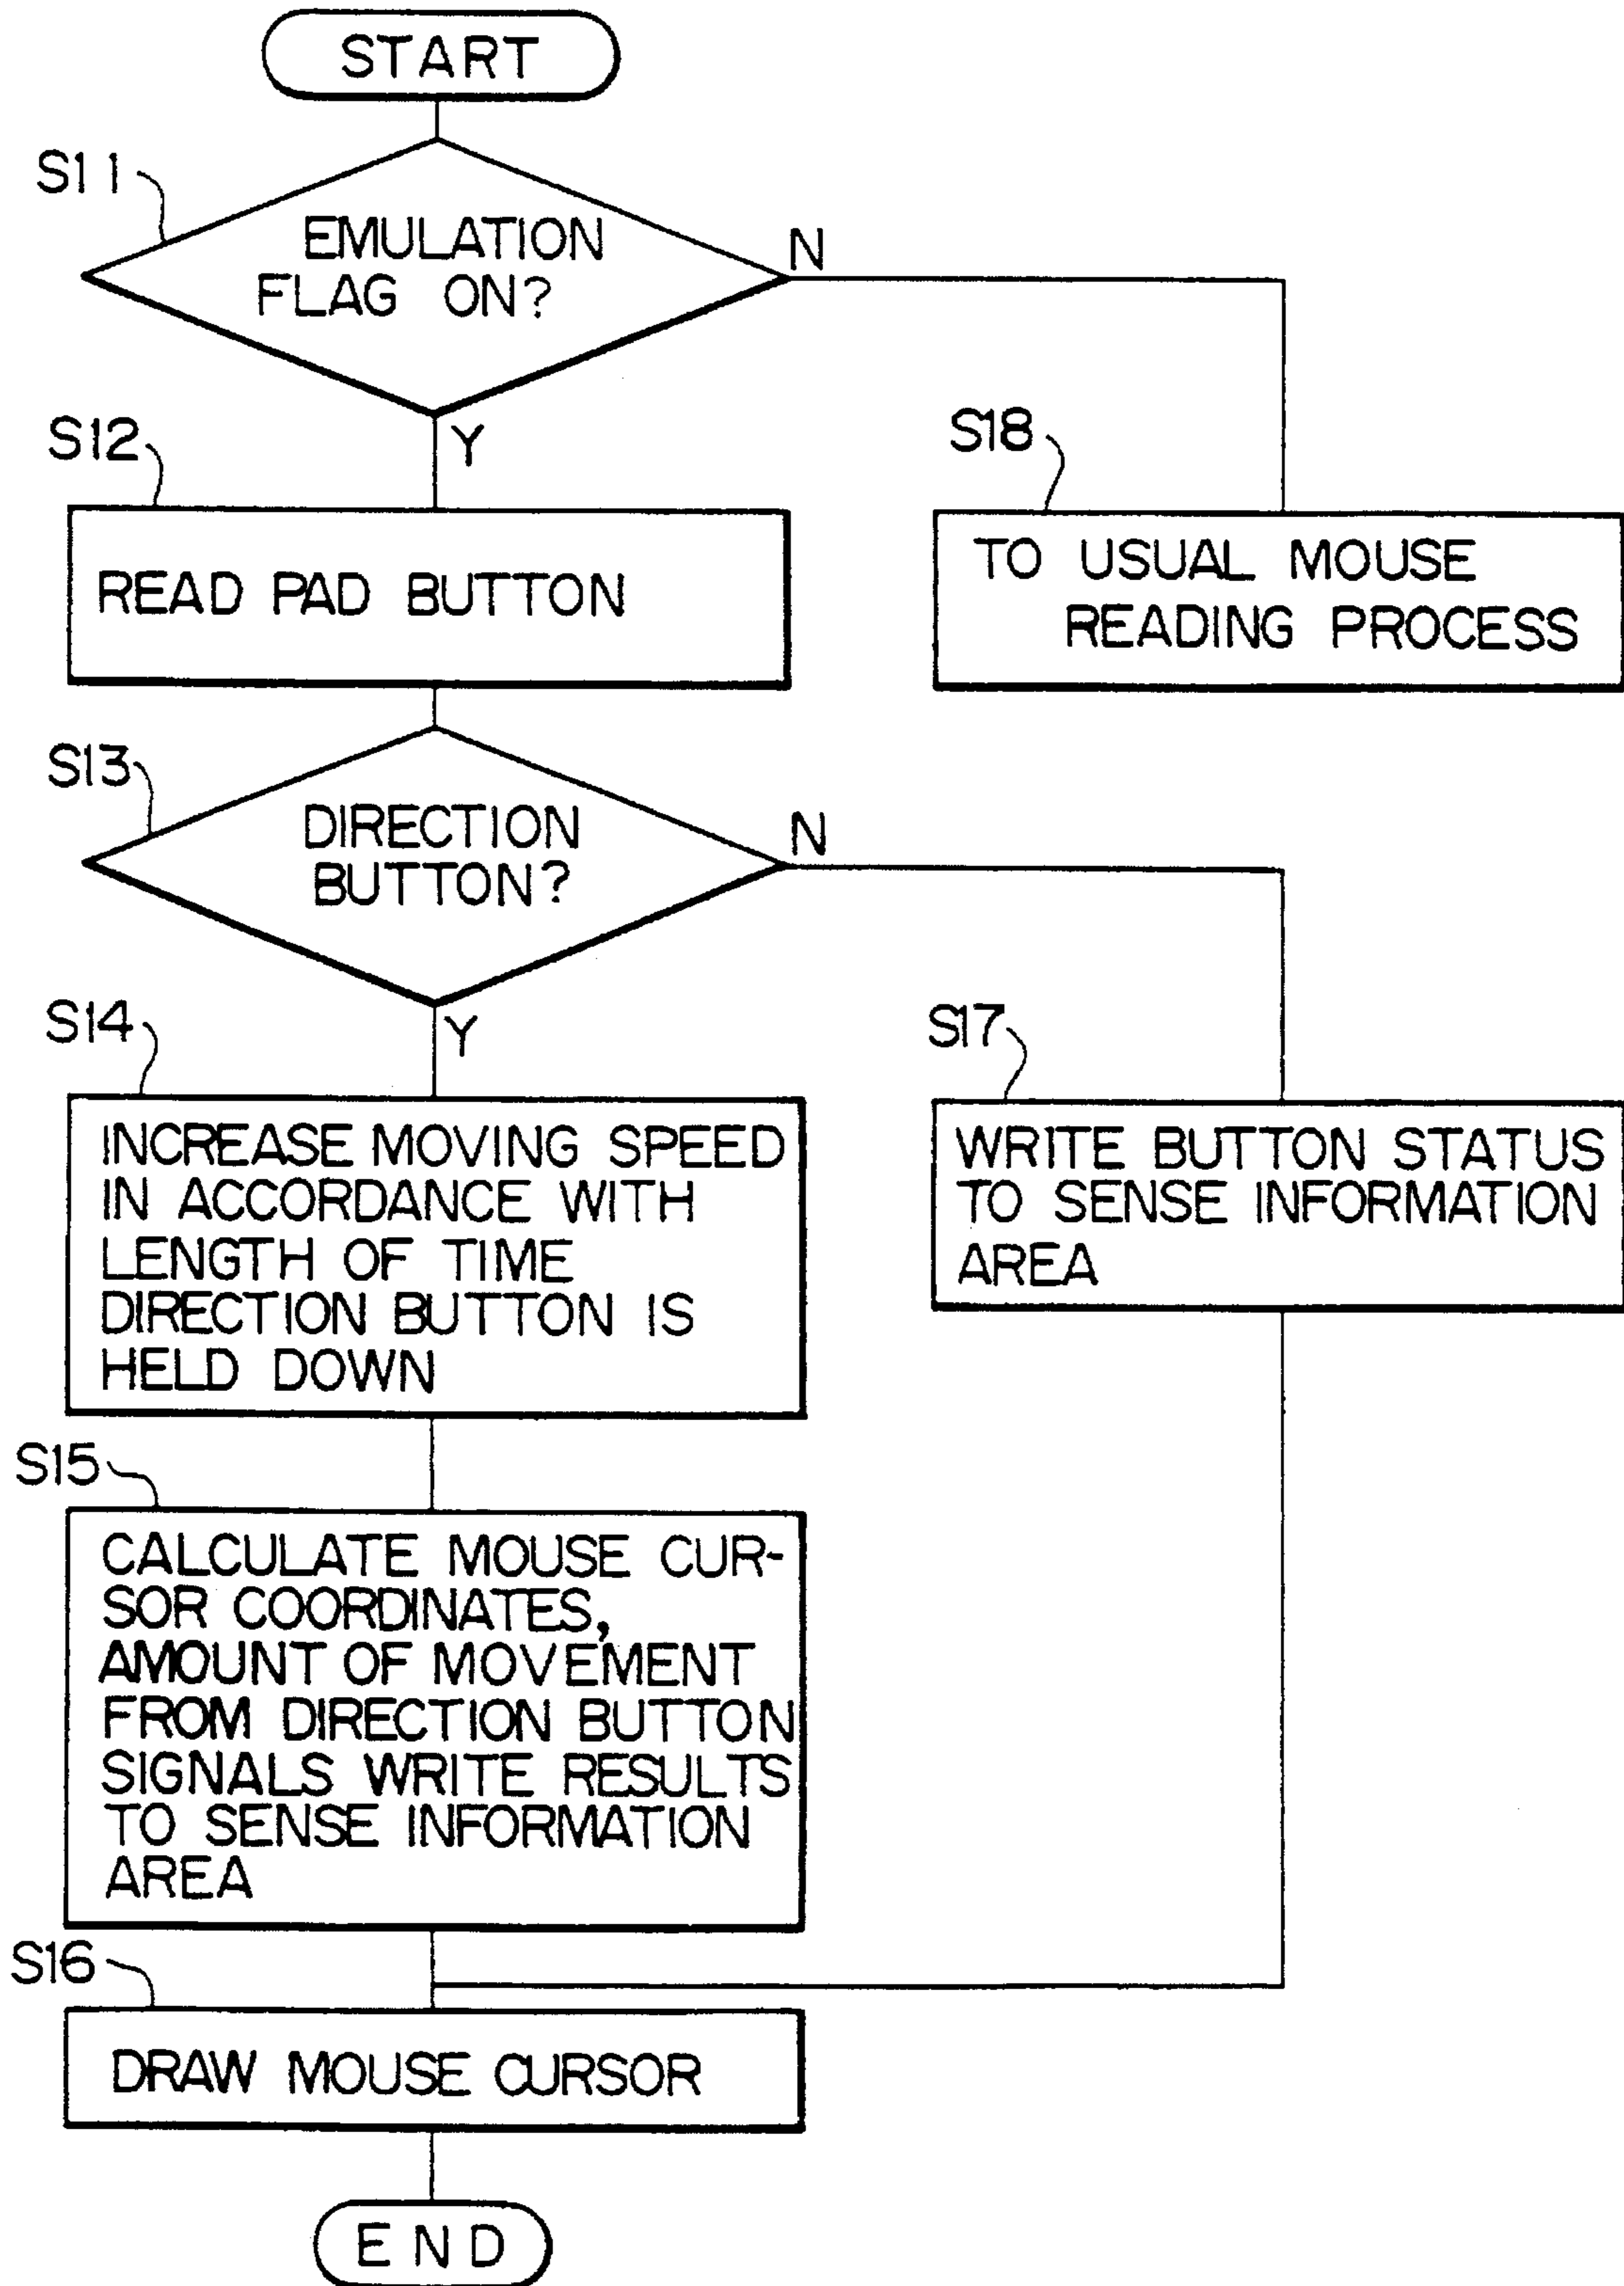 START
S11
EMULATION
FLAG ON?
N
Y
S12
READ PAD BUTTON
S18
TO USUAL MOUSE
READING PROCESS
S13
DIRECTION
BUTTON?
N
Y
S14
INCREASE MOVING SPEED
IN ACCORDANCE WITH
LENGTH OF TIME
DIRECTION BUTTON IS
HELD DOWN
S17
WRITE BUTTON STATUS
TO SENSE INFORMATION
AREA
S15
CALCULATE MOUSE CUR-
SOR COORDINATES,
AMOUNT OF MOVEMENT
FROM DIRECTION BUTTON
SIGNALS WRITE RESULTS
TO SENSE INFORMATION
AREA
S16
DRAW MOUSE CURSOR
END